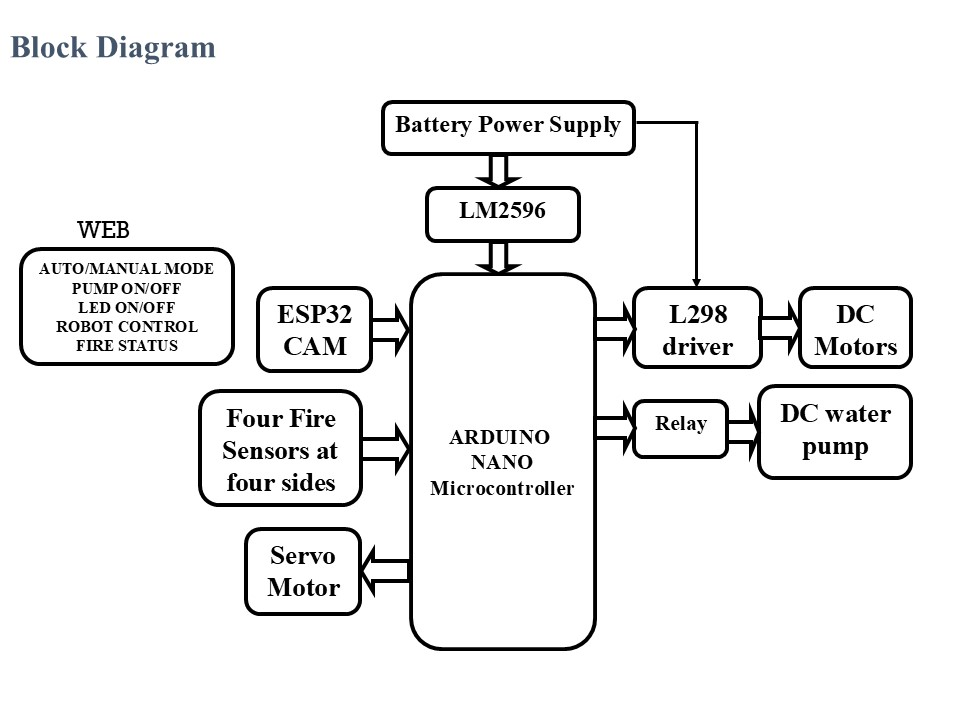 Block Diagram
Battery Power Supply
LM2596
WEB
AUTO/MANUAL MODE
PUMP ON/OFF
LED ON/OFF
ROBOT CONTROL
FIRE STATUS
ESP32
CAM
L298
driver
DC
Motors
Four Fire
Sensors at
four sides
ARDUINO
NANO
Microcontroller
Relay
DC water
pump
Servo
Motor